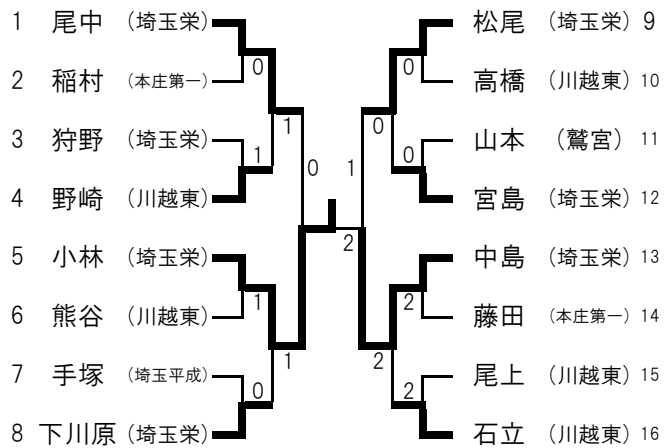 1 尾中 (埼玉栄) 松尾 (埼玉栄) 9
0 0
2 稲村 (本庄第一) 高橋 (川越東) 10
1 0
3 狩野 (埼玉栄) 山本 (鷲宮) 11
1 0 1 0
4 野崎 (川越東) 宮島 (埼玉栄) 12
2
5 小林 (埼玉栄) 中島 (埼玉栄) 13
1 2
6 熊谷 (川越東) 藤田 (本庄第一) 14
1 2
7 手塚 (埼玉平成) 尾上 (川越東) 15
0 2
8 下川原 (埼玉栄) 石立 (川越東) 16